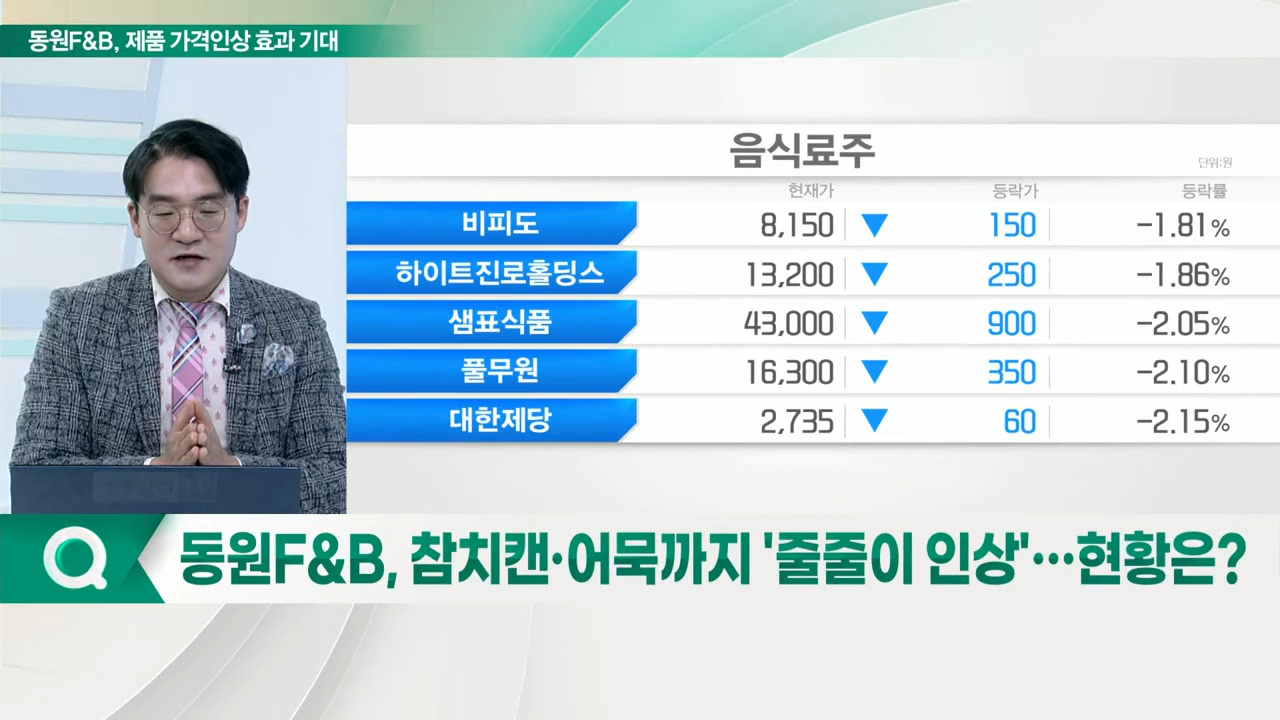 동원F&B, 제품 가격인상 효과 기대
음식료주
단위:원
현재가 등락가 등락률
비피도 8,150 ▼ 150 -1.81%
하이트진로홀딩스 13,200 ▼ 250 -1.86%
샘표식품 43,000 ▼ 900 -2.05%
풀무원 16,300 ▼ 350 -2.10%
대한제당 2,735 ▼ 60 -2.15%
동원F&B, 참치캔·어묵까지 '줄줄이 인상'…현황은?